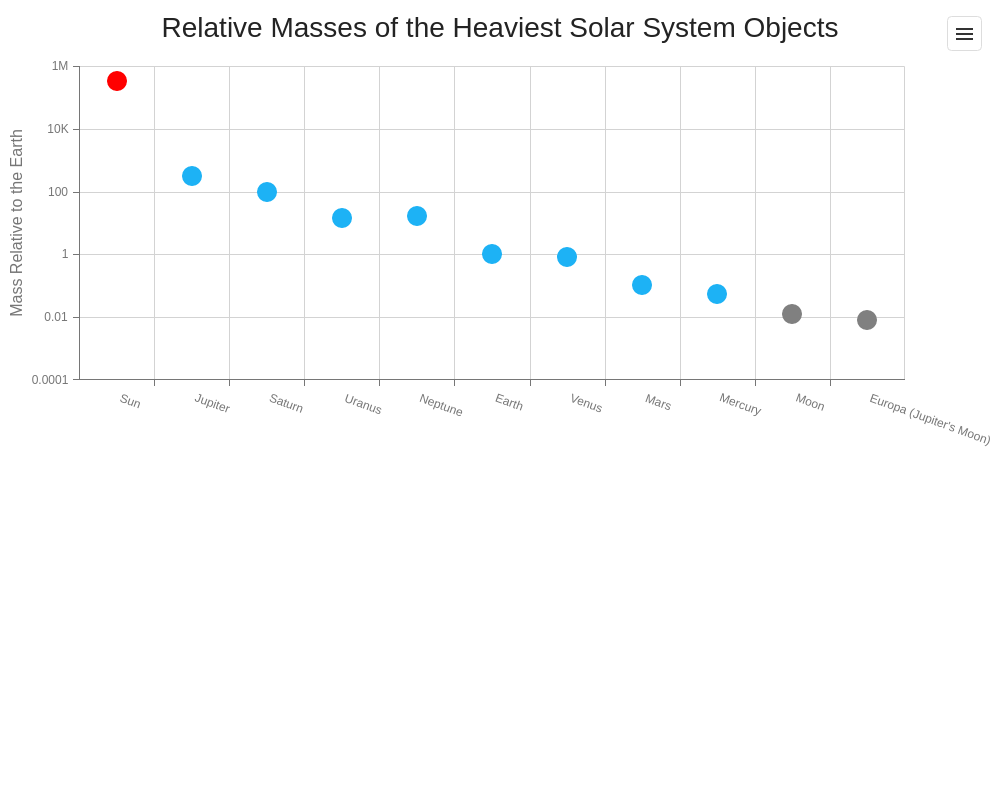 Relative Masses of the Heaviest Solar System Objects
Mass Relative to the Earth
1M
10K
100
1
0.01
0.0001
Sun
Jupiter
Saturn
Uranus
Neptune
Earth
Venus
Mars
Mercury
Moon
Europa (Jupiter's Moon)